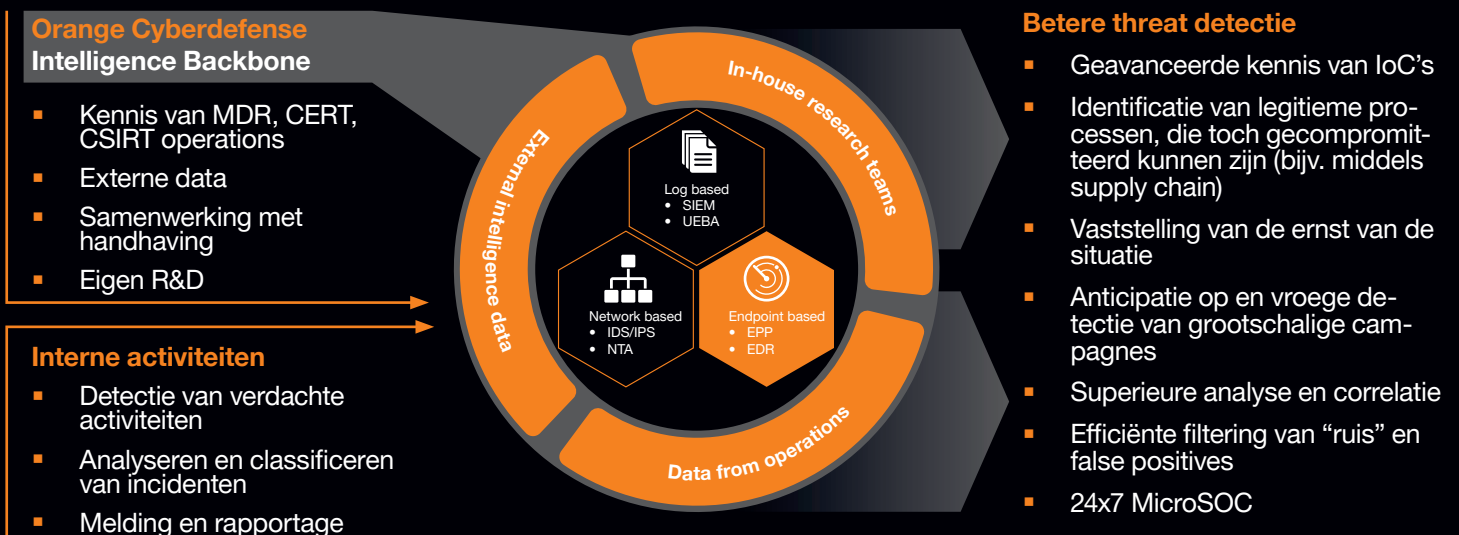 Orange Cyberdefense
Intelligence Backbone
Kennis van MDR, CERT,
CSIRT operations
Externe data
Samenwerking met
handhaving
Eigen R&D
Interne activiteiten
Detectie van verdachte
activiteiten
Analyseren en classificeren
van incidenten
Melding en rapportage
External intelligence data
In-house research teams
Data from operations
Log based
• SIEM
• UEBA
Network based
• IDS/IPS
• NTA
Endpoint based
• EPP
• EDR
Betere threat detectie
Geavanceerde kennis van IoC's
Identificatie van legitieme pro-
cessen, die toch gecompromit-
teerd kunnen zijn (bijv. middels
supply chain)
Vaststelling van de ernst van de
situatie
Anticipatie op en vroege de-
tectie van grootschalige cam-
pagnes
Superieure analyse en correlatie
Efficiënte filtering van “ruis” en
false positives
24x7 MicroSOC